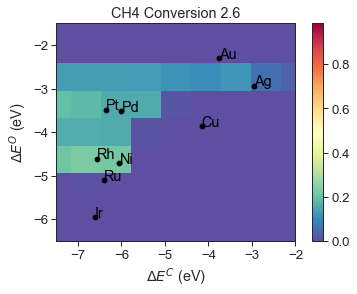 CH4 Conversion 2.6
ΔE^O (eV)
−2
−3
−4
−5
−6
Au
Ag
Pt
Pd
Cu
Rh
Ni
Ru
Ir
−7
−6
−5
−4
−3
−2
ΔE^C (eV)
0.8
0.6
0.4
0.2
0.0